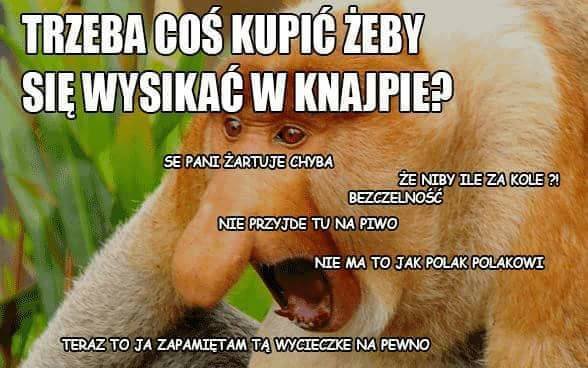 TRZEBA COŚ KUPIĆ ŻEBY
SIĘ WYSIKAĆ W KNAJPIE?
SE PANI ŻARTUJE CHYBA
ŻE NIBY ILE ZA KOLE ?!
BEZCZELNOŚĆ
NIE PRZYJDE TU NA PIWO
NIE MA TO JAK POLAK POLAKOWI
TERAZ TO JA ZAPAMIĘTAM TĄ WYCIECZKE NA PEWNO